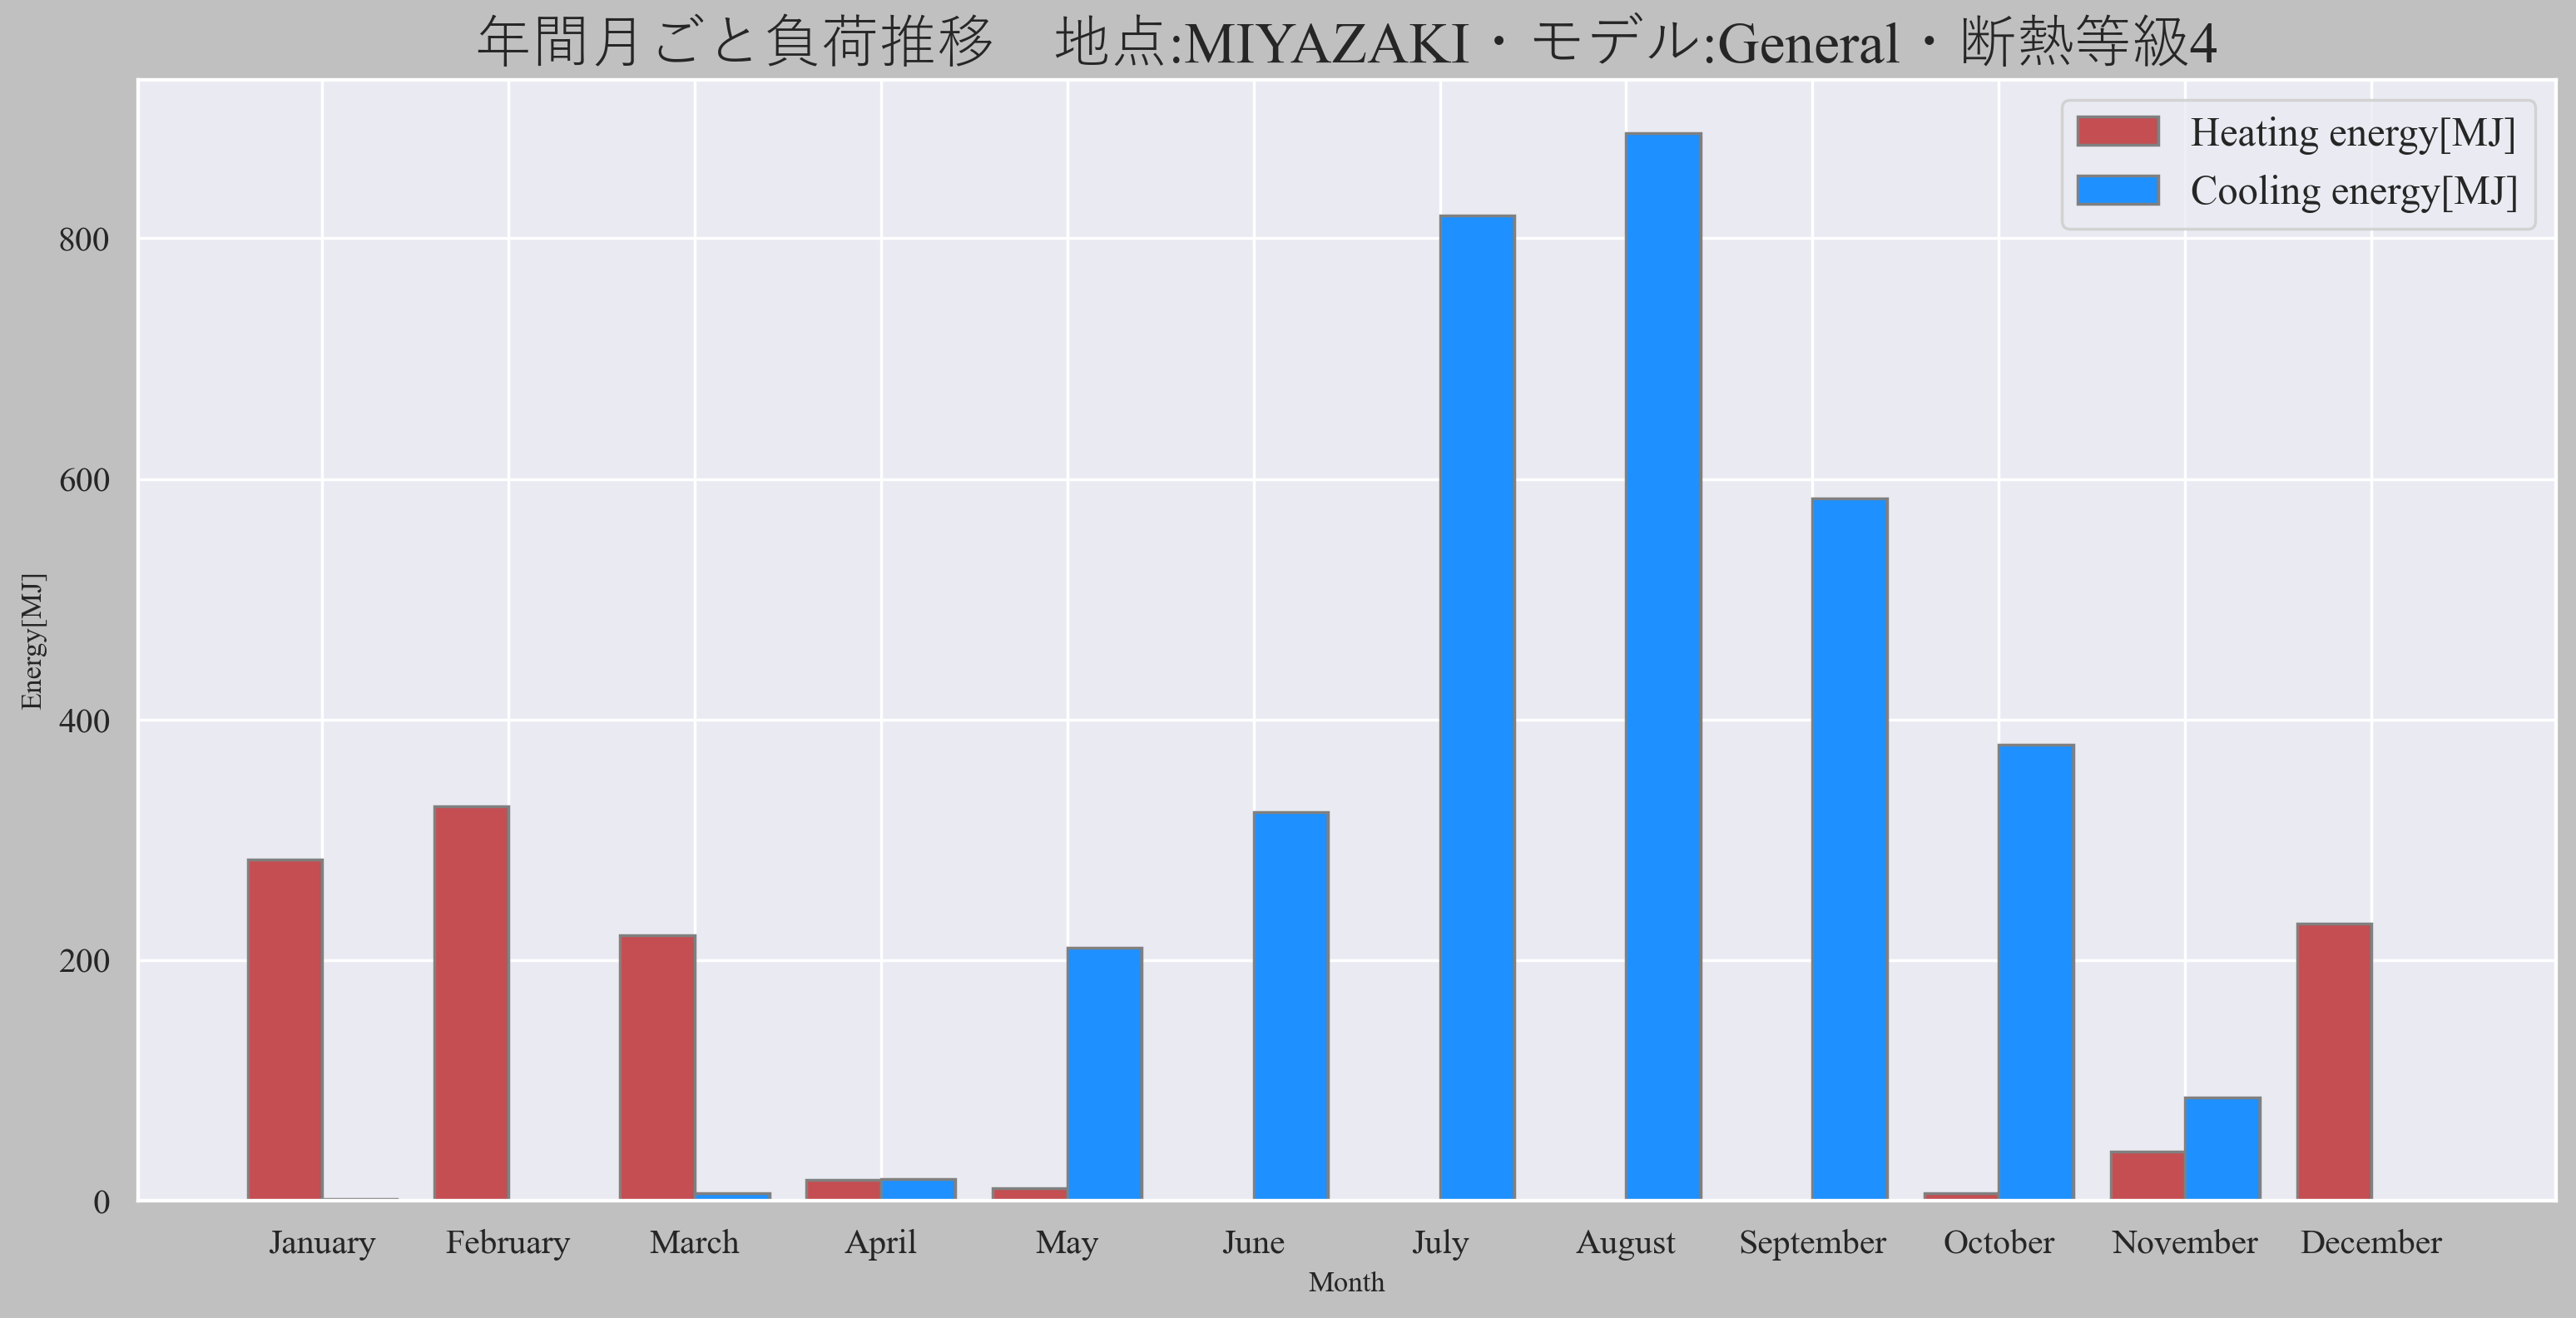 年間月ごと負荷推移　地点:MIYAZAKI・モデル:General・断熱等級4
Heating energy[MJ]
Cooling energy[MJ]
Energy[MJ]
800
600
400
200
0
January February March April May June July August September October November December
Month